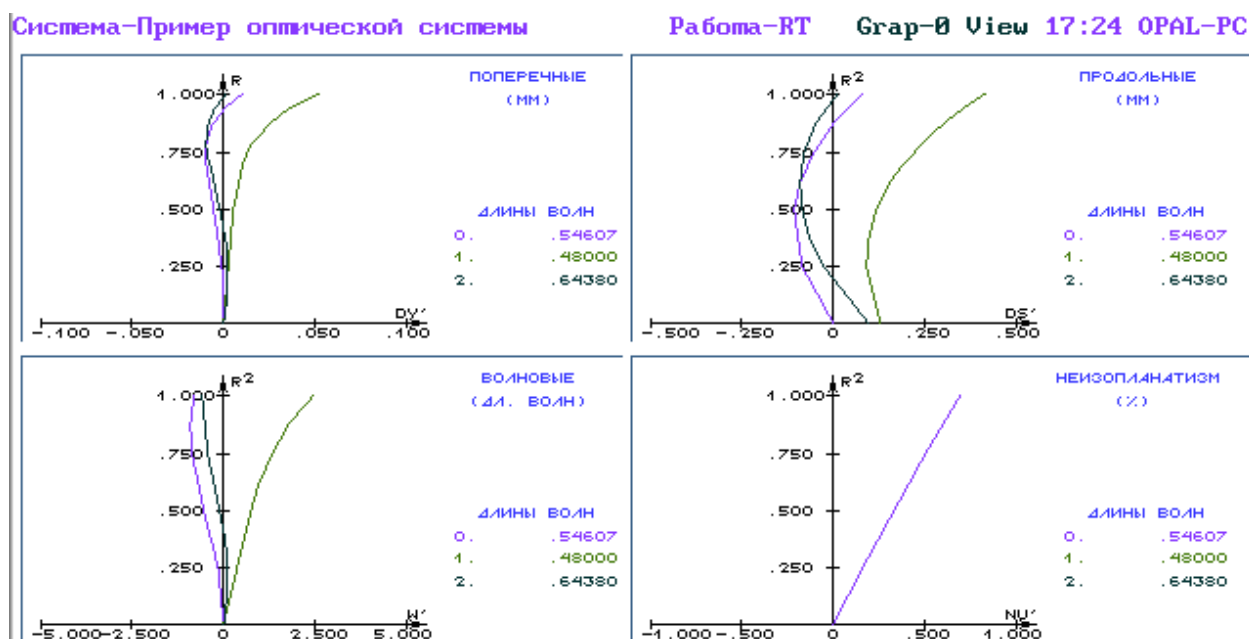 Система-Пример оптической системы Работа-RT Grap-0 View 17:24 OPAL-PC
R
ПОПЕРЕЧНЫЕ
(ММ)
1.000
.750
.500
.250
ДЛИНЫ ВОЛН
0. .54607
1. .48000
2. .64380
DY'
-.100 -.050 0 .050 .100
R2
ПРОДОЛЬНЫЕ
(ММ)
1.000
.750
.500
.250
ДЛИНЫ ВОЛН
0. .54607
1. .48000
2. .64380
DS'
-.500 -.250 0 .250 .500
R2
ВОЛНОВЫЕ
(ДЛ. ВОЛН)
1.000
.750
.500
.250
ДЛИНЫ ВОЛН
0. .54607
1. .48000
2. .64380
W'
-5.000 -2.500 0 2.500 5.000
R2
НЕИЗОПЛАНАТИЗМ
(%)
1.000
.750
.500
.250
ДЛИНЫ ВОЛН
0. .54607
1. .48000
2. .64380
NU'
-1.000 -.500 0 .500 1.000